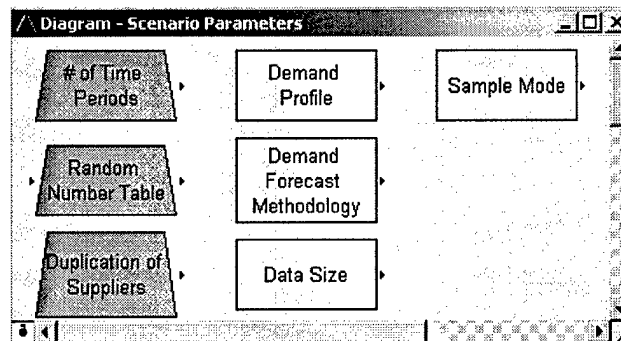 Diagram - Scenario Parameters
# of Time
Periods
Demand
Profile
Sample Mode
Random
Number Table
Demand
Forecast
Methodology
Duplication of
Suppliers
Data Size